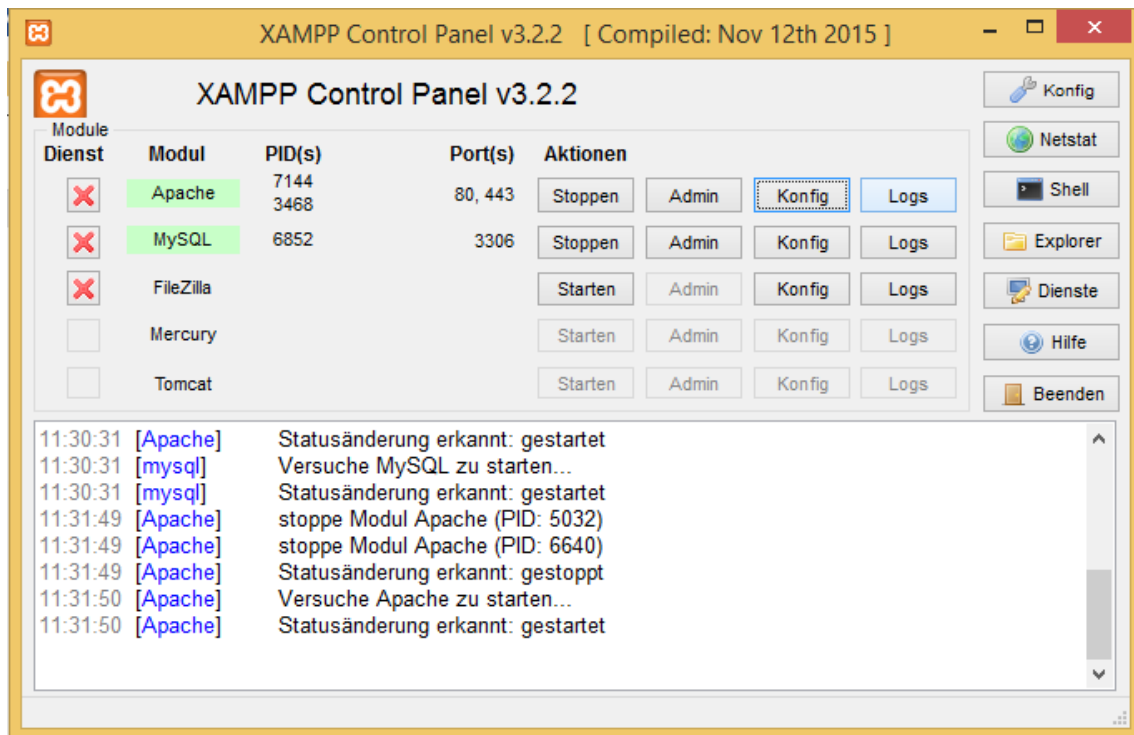 XAMPP Control Panel v3.2.2 [ Compiled: Nov 12th 2015 ]
XAMPP Control Panel v3.2.2
Konfig
Module
Dienst Modul PID(s) Port(s) Aktionen
Netstat
Apache 7144 3468 80, 443 Stoppen Admin Konfig Logs
Shell
MySQL 6852 3306 Stoppen Admin Konfig Logs
Explorer
FileZilla Starten Admin Konfig Logs
Dienste
Mercury Starten Admin Konfig Logs
Hilfe
Tomcat Starten Admin Konfig Logs
Beenden
11:30:31 [Apache] Statusänderung erkannt: gestartet
11:30:31 [mysql] Versuche MySQL zu starten...
11:30:31 [mysql] Statusänderung erkannt: gestartet
11:31:49 [Apache] stoppe Modul Apache (PID: 5032)
11:31:49 [Apache] stoppe Modul Apache (PID: 6640)
11:31:49 [Apache] Statusänderung erkannt: gestoppt
11:31:50 [Apache] Versuche Apache zu starten...
11:31:50 [Apache] Statusänderung erkannt: gestartet